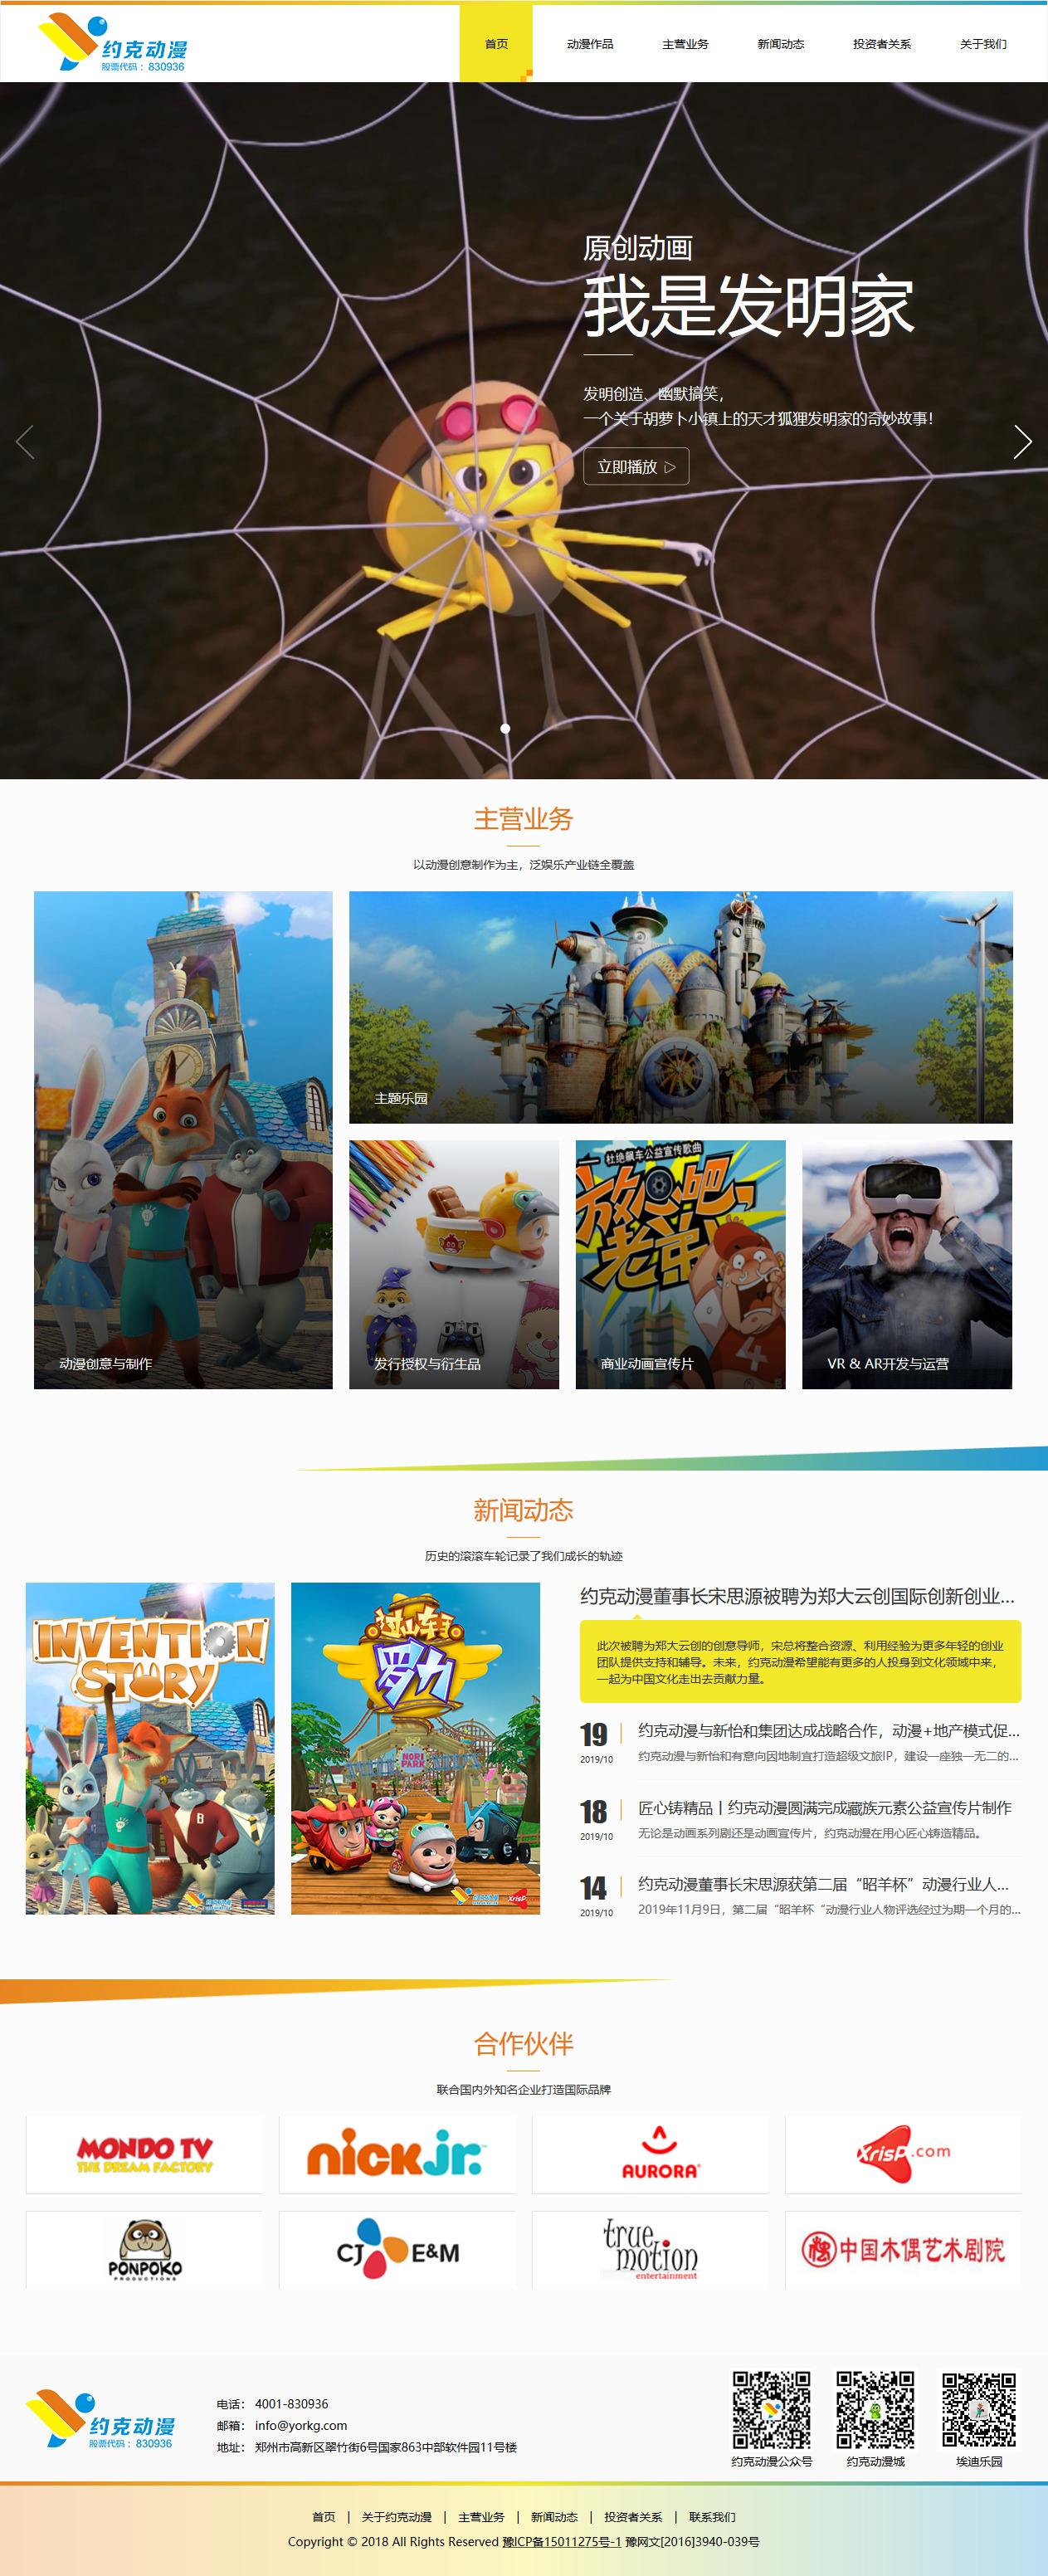 约克动漫
股票代码：830936
首页
动漫作品
主营业务
新闻动态
投资者关系
关于我们
原创动画
我是发明家
发明创造、幽默搞笑，
一个关于胡萝卜小镇上的天才狐狸发明家的奇妙故事！
立即播放
主营业务
以动漫创意制作为主，泛娱乐产业链全覆盖
主题乐园
杜绝飙车公益宣传歌曲
放心吧
老弟
4
动漫创意与制作
发行授权与衍生品
商业动画宣传片
VR & AR开发与运营
新闻动态
历史的滚滚车轮记录了我们成长的轨迹
INVENTION
STORY
B
过山车王
罗力
NORI
PARK
XrisP
约克动漫董事长宋思源被聘为郑大云创国际创新创业...
此次被聘为郑大云创的创意导师，宋总将整合资源、利用经验为更多年轻的创业
团队提供支持和辅导。未来，约克动漫希望能有更多的人投身到文化领域中来，
一起为中国文化走出去贡献力量。
19
2019/10
约克动漫与新怡和集团达成战略合作，动漫+地产模式促...
约克动漫与新怡和有意向因地制宜打造超级文旅IP，建设一座独一无二的...
18
2019/10
匠心铸精品丨约克动漫圆满完成藏族元素公益宣传片制作
无论是动画系列剧还是动画宣传片，约克动漫在用心匠心铸造精品。
14
2019/10
约克动漫董事长宋思源获第二届“昭羊杯”动漫行业人...
2019年11月9日，第二届“昭羊杯“动漫行业人物评选经过为期一个月的...
合作伙伴
联合国内外知名企业打造国际品牌
MONDO TV
THE DREAM FACTORY
nick jr.
AURORA
XrisP.com
PONPOKO
PRODUCTIONS
CJ E&M
true motion
entertainment
中国木偶艺术剧院
约克动漫
股票代码：830936
电话： 4001-830936
邮箱： info@yorkg.com
地址： 郑州市高新区翠竹街6号国家863中部软件园11号楼
约克动漫公众号
约克动漫城
埃迪乐园
首页 | 关于约克动漫 | 主营业务 | 新闻动态 | 投资者关系 | 联系我们
Copyright © 2018 All Rights Reserved 豫ICP备15011275号-1 豫网文[2016]3940-039号